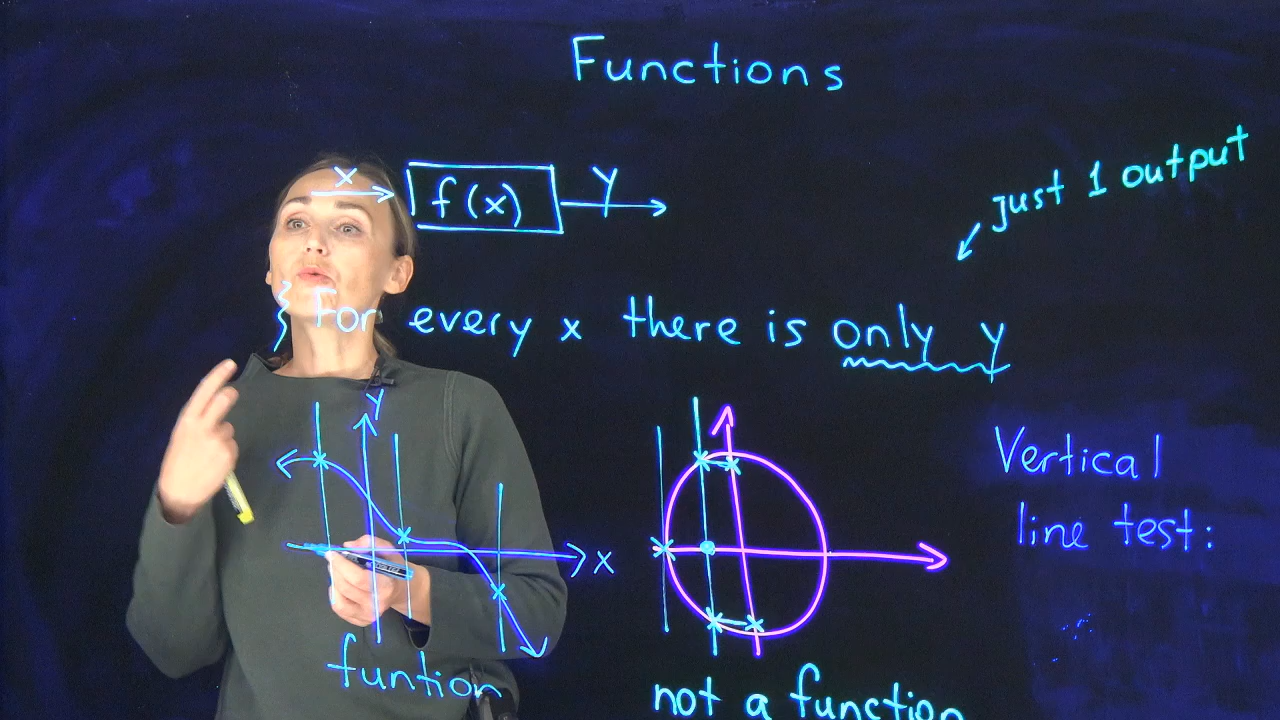 Functions
x f(x) y
just 1 output
For every x there is only y
y
x
Vertical
line test:
funtion
not a function